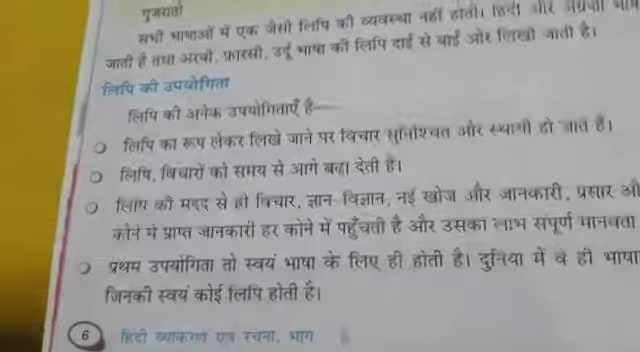 गुजराती
सभी भाषाओं में एक जैसी लिपि की व्यवस्था नहीं होती। हिंदी और अंग्रेजी
जाती है तथा अरबी, फ़ारसी, उर्दू भाषा की लिपि दाईं से बाईं ओर लिखी जाती है।
लिपि की उपयोगिता
लिपि की अनेक उपयोगिताएँ है—
लिपि का रूप लेकर लिखे जाने पर विचार सुनिश्चित और स्थायी हो जाते हैं।
लिपि, विचारों को समय से आगे बढ़ा देती है।
लिपि की मदद से ही विचार, ज्ञान-विज्ञान, नई खोज और जानकारी, प्रसार औ
कोने में प्राप्त जानकारी हर कोने में पहुँचती है और उसका लाभ संपूर्ण मानवता
प्रथम उपयोगिता तो स्वयं भाषा के लिए ही होती है। दुनिया में वे ही भाषा
जिनकी स्वयं कोई लिपि होती है।
6 हिंदी व्याकरण एवं रचना, भाग